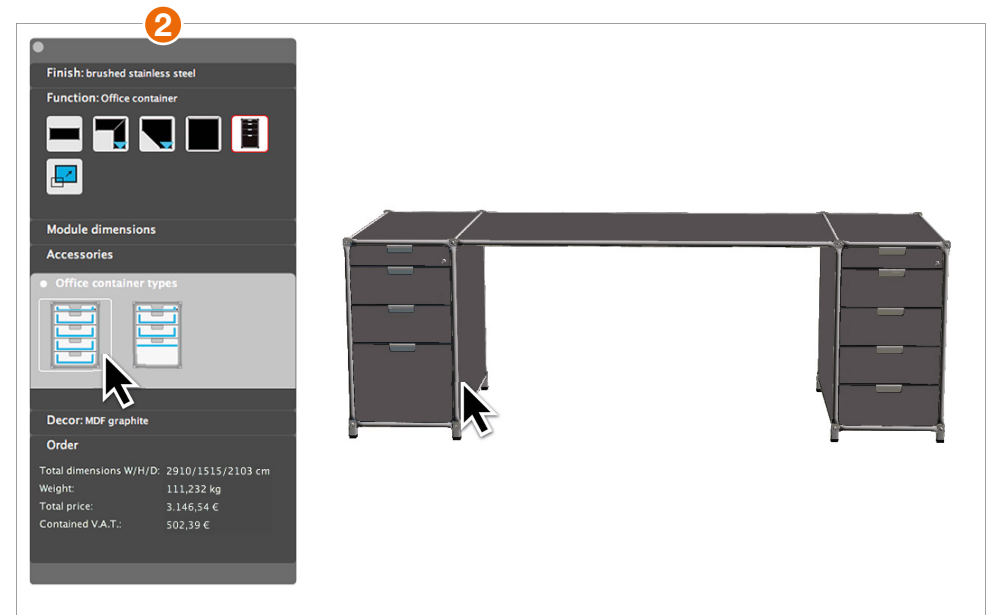 2
Finish: brushed stainless steel
Function: Office container
Module dimensions
Accessories
Office container types
Decor: MDF graphite
Order
Total dimensions W/H/D: 2910/1515/2103 cm
Weight: 111,232 kg
Total price: 3.146,54 €
Contained V.A.T.: 502,39 €